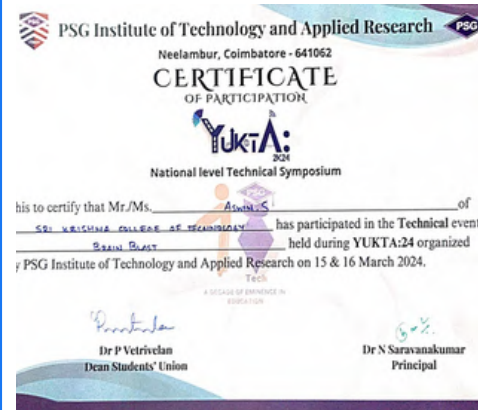 PSG Institute of Technology and Applied Research PSG
Neelambur, Coimbatore - 641062
CERTIFICATE
OF PARTICIPATION
YUKTA:
2K24
National level Technical Symposium
his to certify that Mr./Ms. Ashin.S of
SRI KRISHNA COLLEGE OF TECHNOLOGY has participated in the Technical event
BRAIN BLAST held during YUKTA:24 organized
y PSG Institute of Technology and Applied Research on 15 & 16 March 2024.
PSG
Tech
A DECADE OF EMINENCE IN
EDUCATION
Dr P Vetrivelan
Dean Students' Union
Dr N Saravanakumar
Principal